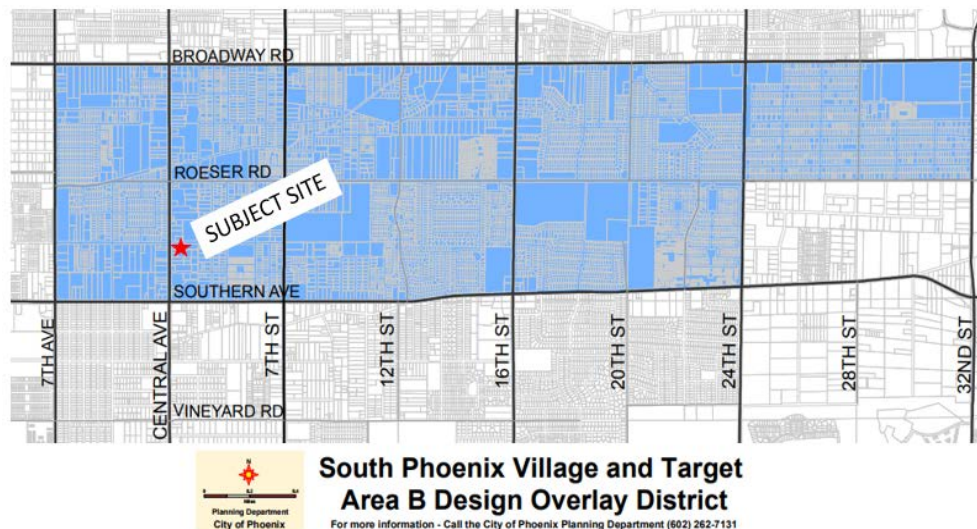 BROADWAY RD
ROESER RD
SUBJECT SITE
SOUTHERN AVE
7TH AVE
CENTRAL AVE
7TH ST
12TH ST
16TH ST
20TH ST
24TH ST
28TH ST
32ND ST
VINEYARD RD
N
Miles
Planning Department
City of Phoenix
South Phoenix Village and Target
Area B Design Overlay District
For more information - Call the City of Phoenix Planning Department (602) 262-7131